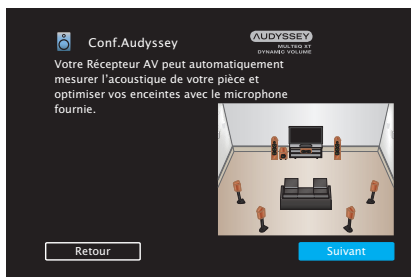 Conf.Audyssey
AUDYSSEY
MULTEQ XT
DYNAMIC VOLUME
Votre Récepteur AV peut automatiquement
mesurer l'acoustique de votre pièce et
optimiser vos enceintes avec le microphone
fournie.
Retour
Suivant